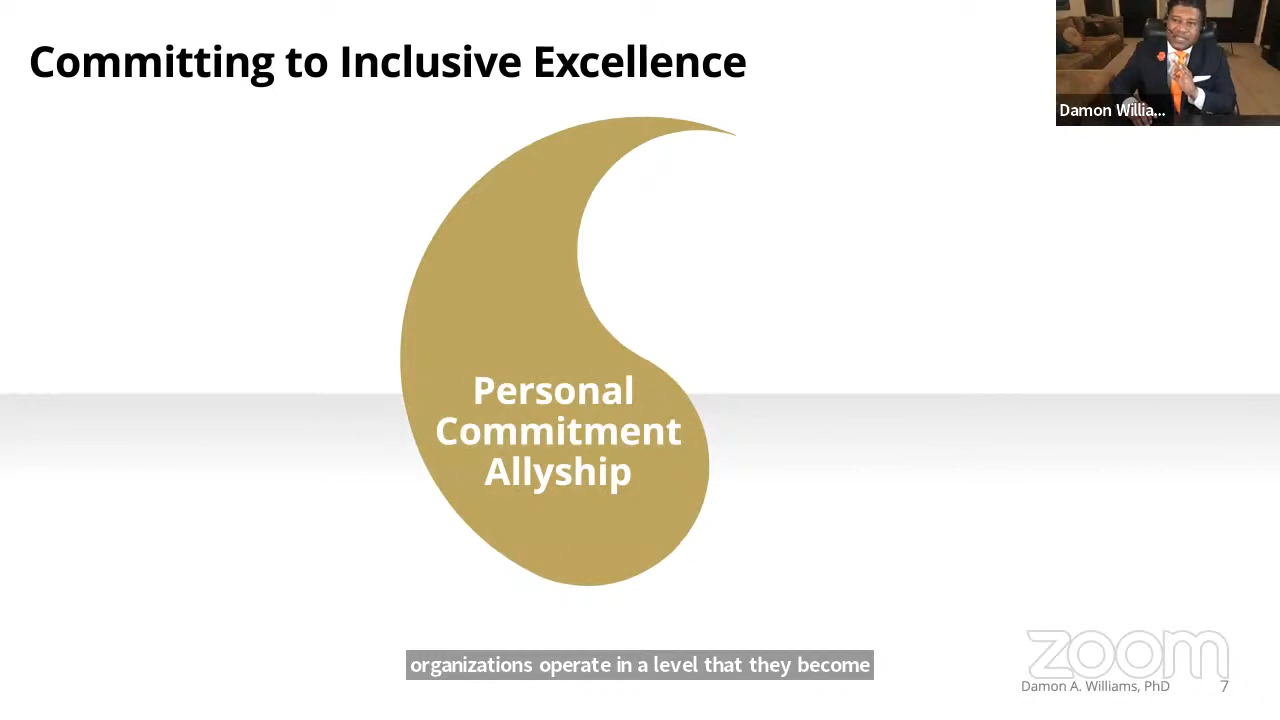 Committing to Inclusive Excellence
Damon Willia...
Personal
Commitment
Allyship
organizations operate in a level that they become
zoom
Damon A. Williams, PhD
7